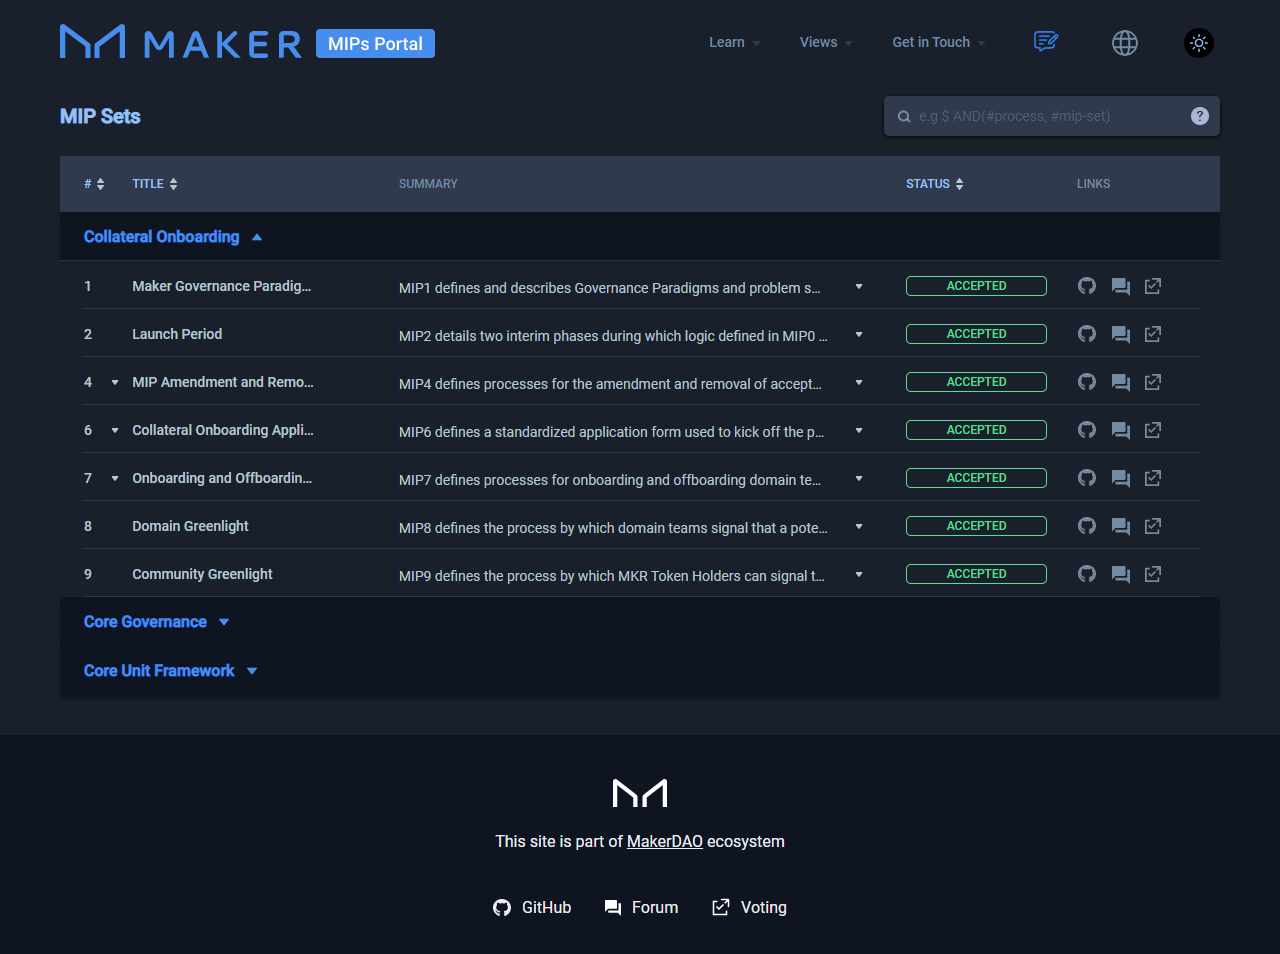 MAKER MIPs Portal Learn Views Get in Touch
MIP Sets
e.g $ AND(#process, #mip-set) ?
# TITLE SUMMARY STATUS LINKS
Collateral Onboarding
1 Maker Governance Paradig... MIP1 defines and describes Governance Paradigms and problem s... ACCEPTED
2 Launch Period MIP2 details two interim phases during which logic defined in MIP0 ... ACCEPTED
4 MIP Amendment and Remo... MIP4 defines processes for the amendment and removal of accept... ACCEPTED
6 Collateral Onboarding Appli... MIP6 defines a standardized application form used to kick off the p... ACCEPTED
7 Onboarding and Offboardin... MIP7 defines processes for onboarding and offboarding domain te... ACCEPTED
8 Domain Greenlight MIP8 defines the process by which domain teams signal that a pote... ACCEPTED
9 Community Greenlight MIP9 defines the process by which MKR Token Holders can signal t... ACCEPTED
Core Governance
Core Unit Framework
This site is part of MakerDAO ecosystem
GitHub Forum Voting